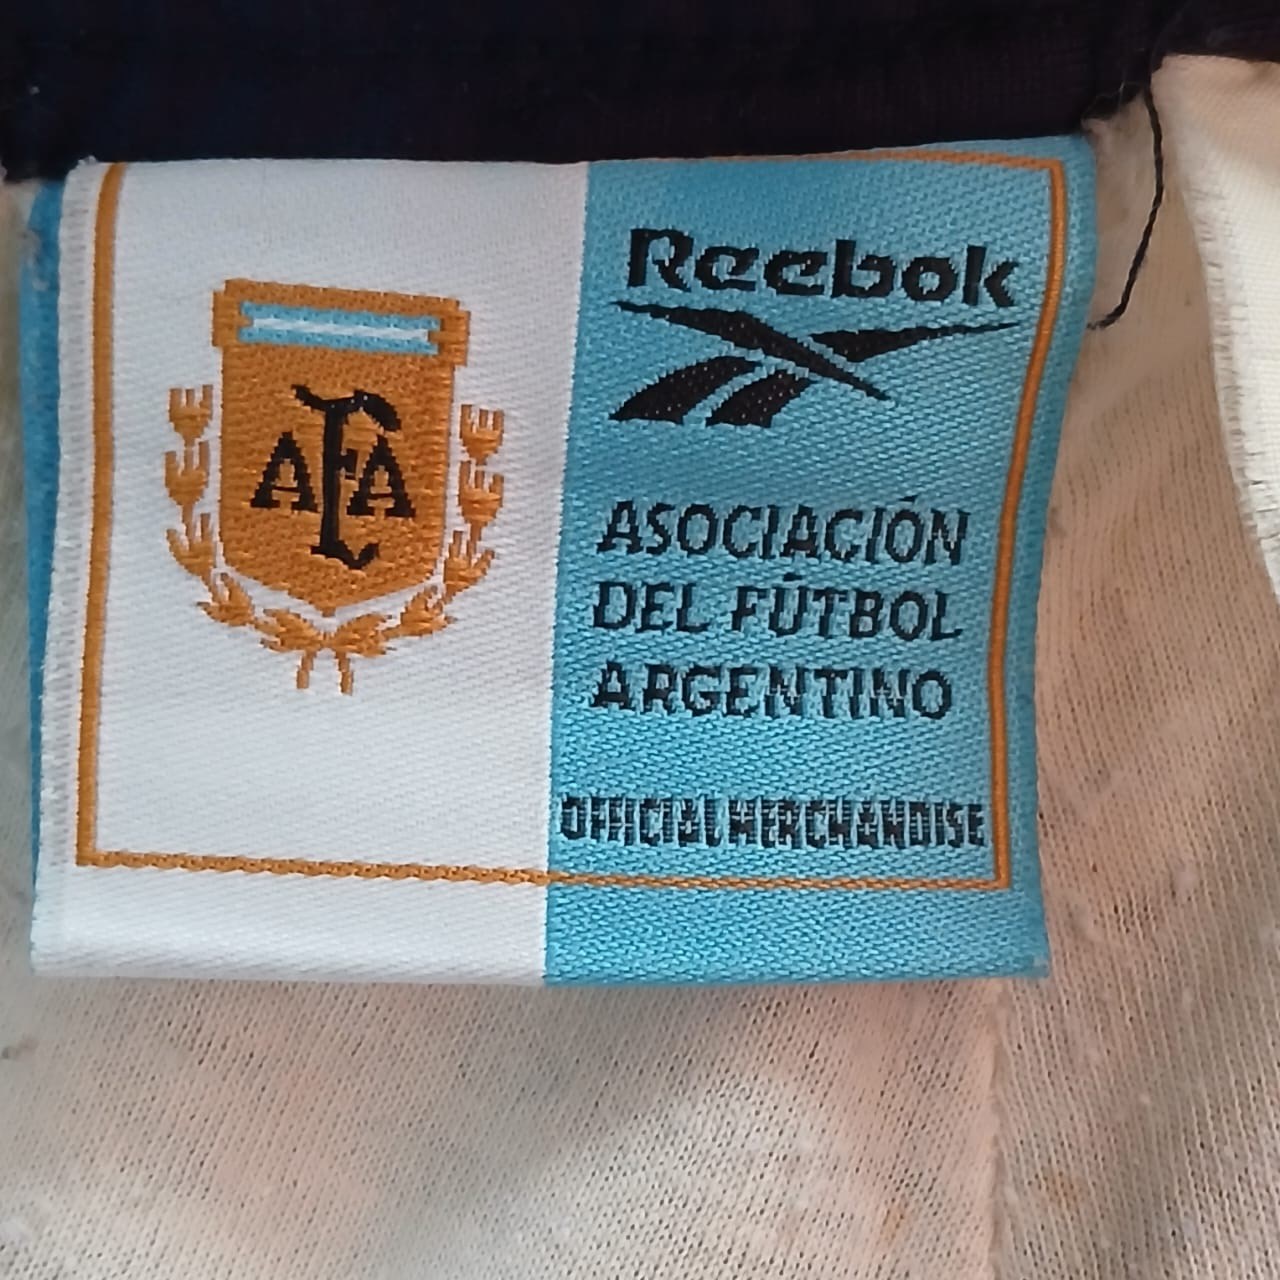 AFA
Reebok
ASOCIACIÓN
DEL FÚTBOL
ARGENTINO
OFFICIAL MERCHANDISE